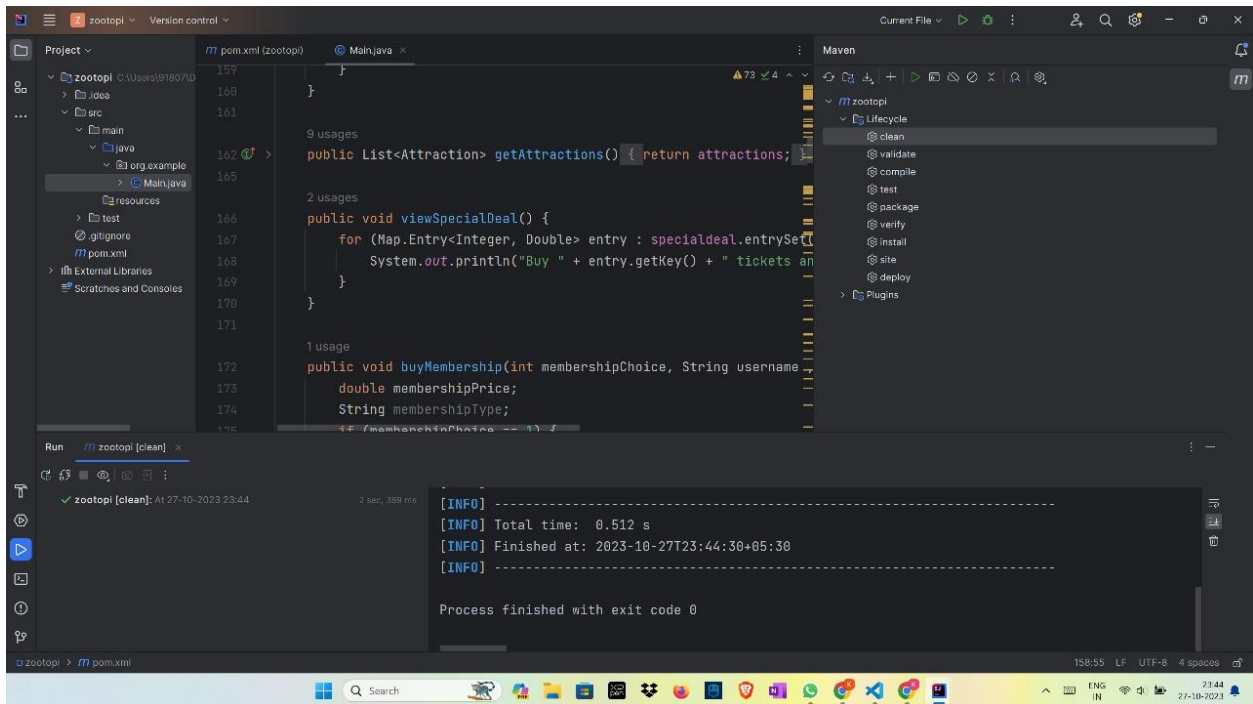 zootopi
Version control
Current File
Project
pom.xml (zootopi)
Main.java
Maven
zootopi C:\Users\91807\D
.idea
src
main
java
org.example
Main.java
resources
test
.gitignore
pom.xml
External Libraries
Scratches and Consoles
73 4
159 }
160 }
161
9 usages
162 public List<Attraction> getAttractions() { return attractions; }
165
2 usages
166 public void viewSpecialDeal() {
167 for (Map.Entry<Integer, Double> entry : specialdeal.entrySet(
168 System.out.println("Buy " + entry.getKey() + " tickets an
169 }
170 }
171
1 usage
172 public void buyMembership(int membershipChoice, String username,
173 double membershipPrice;
174 String membershipType;
175 if (membershipChoice == 1) {
zootopi
Lifecycle
clean
validate
compile
test
package
verify
install
site
deploy
Plugins
Run
zootopi [clean]
zootopi [clean]: At 27-10-2023 23:44
2 sec, 389 ms
[INFO] ------------------------------------------------------------------------
[INFO] Total time: 0.512 s
[INFO] Finished at: 2023-10-27T23:44:30+05:30
[INFO] ------------------------------------------------------------------------
Process finished with exit code 0
zootopi > pom.xml
158:55 LF UTF-8 4 spaces
Search
ENG
IN
23:44
27-10-2023